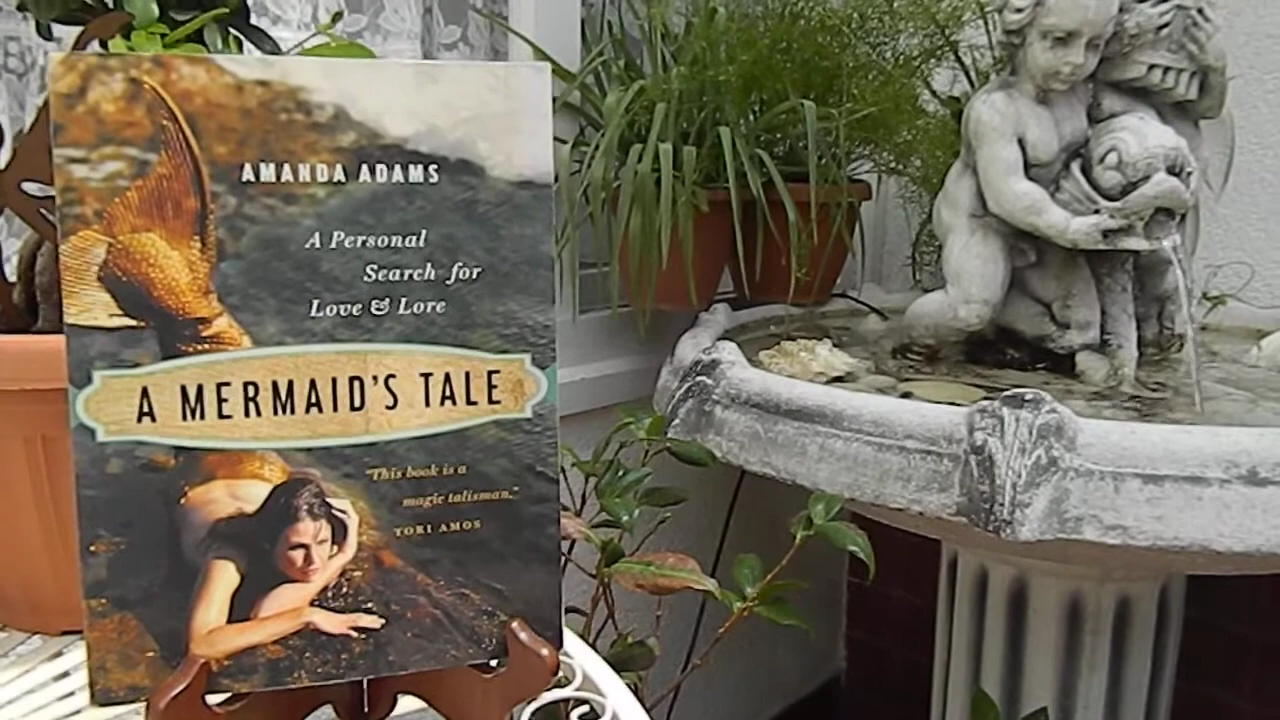 AMANDA ADAMS
A Personal
Search for
Love & Lore
A MERMAID'S TALE
"This book is a
magic talisman."
TORI AMOS